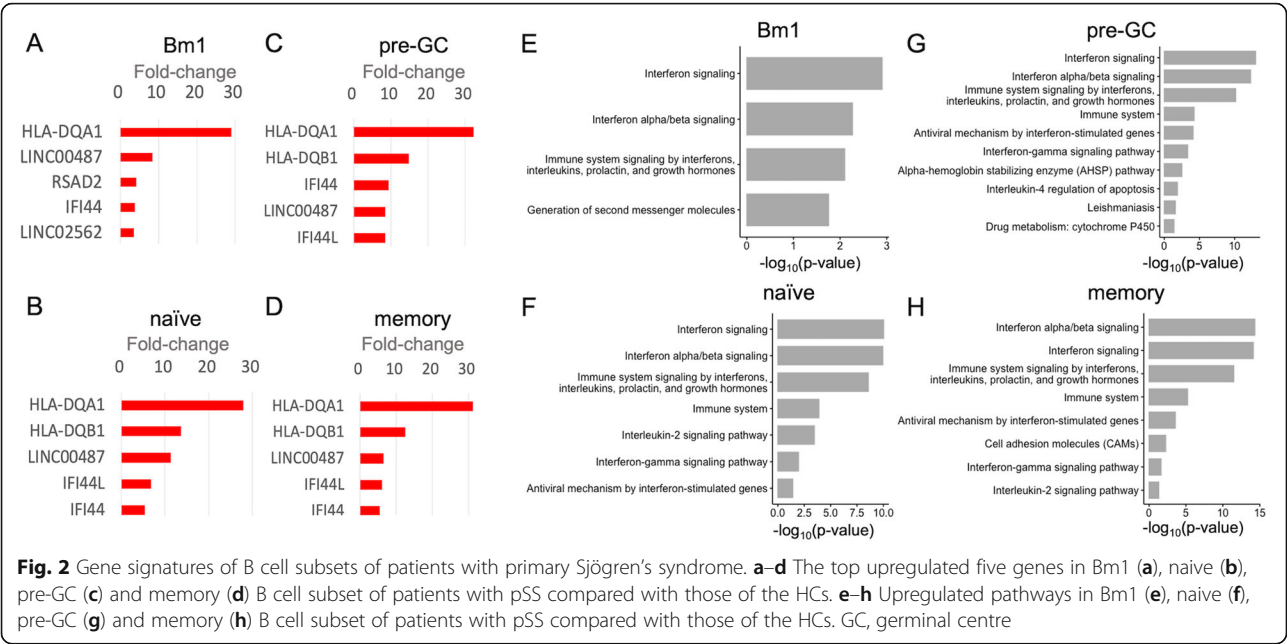 A
Bm1
Fold-change
0 10 20 30
HLA-DQA1
LINC00487
RSAD2
IFI44
LINC02562
C
pre-GC
Fold-change
0 10 20 30
HLA-DQA1
HLA-DQB1
IFI44
LINC00487
IFI44L
B
naïve
Fold-change
0 10 20 30
HLA-DQA1
HLA-DQB1
LINC00487
IFI44L
IFI44
D
memory
Fold-change
0 10 20 30
HLA-DQA1
HLA-DQB1
LINC00487
IFI44L
IFI44
E
Bm1
Interferon signaling
Interferon alpha/beta signaling
Immune system signaling by interferons,
interleukins, prolactin, and growth hormones
Generation of second messenger molecules
0 1 2 3
-log10(p-value)
G
pre-GC
Interferon signaling
Interferon alpha/beta signaling
Immune system signaling by interferons,
interleukins, prolactin, and growth hormones
Immune system
Antiviral mechanism by interferon-stimulated genes
Interferon-gamma signaling pathway
Alpha-hemoglobin stabilizing enzyme (AHSP) pathway
Interleukin-4 regulation of apoptosis
Leishmaniasis
Drug metabolism: cytochrome P450
0 5 10
-log10(p-value)
F
naïve
Interferon signaling
Interferon alpha/beta signaling
Immune system signaling by interferons,
interleukins, prolactin, and growth hormones
Immune system
Interleukin-2 signaling pathway
Interferon-gamma signaling pathway
Antiviral mechanism by interferon-stimulated genes
0.0 2.5 5.0 7.5 10.0
-log10(p-value)
H
memory
Interferon alpha/beta signaling
Interferon signaling
Immune system signaling by interferons,
interleukins, prolactin, and growth hormones
Immune system
Antiviral mechanism by interferon-stimulated genes
Cell adhesion molecules (CAMs)
Interferon-gamma signaling pathway
Interleukin-2 signaling pathway
0 5 10 15
-log10(p-value)
Fig. 2 Gene signatures of B cell subsets of patients with primary Sjögren's syndrome. a–d The top upregulated five genes in Bm1 (a), naive (b),
pre-GC (c) and memory (d) B cell subset of patients with pSS compared with those of the HCs. e–h Upregulated pathways in Bm1 (e), naive (f),
pre-GC (g) and memory (h) B cell subset of patients with pSS compared with those of the HCs. GC, germinal centre